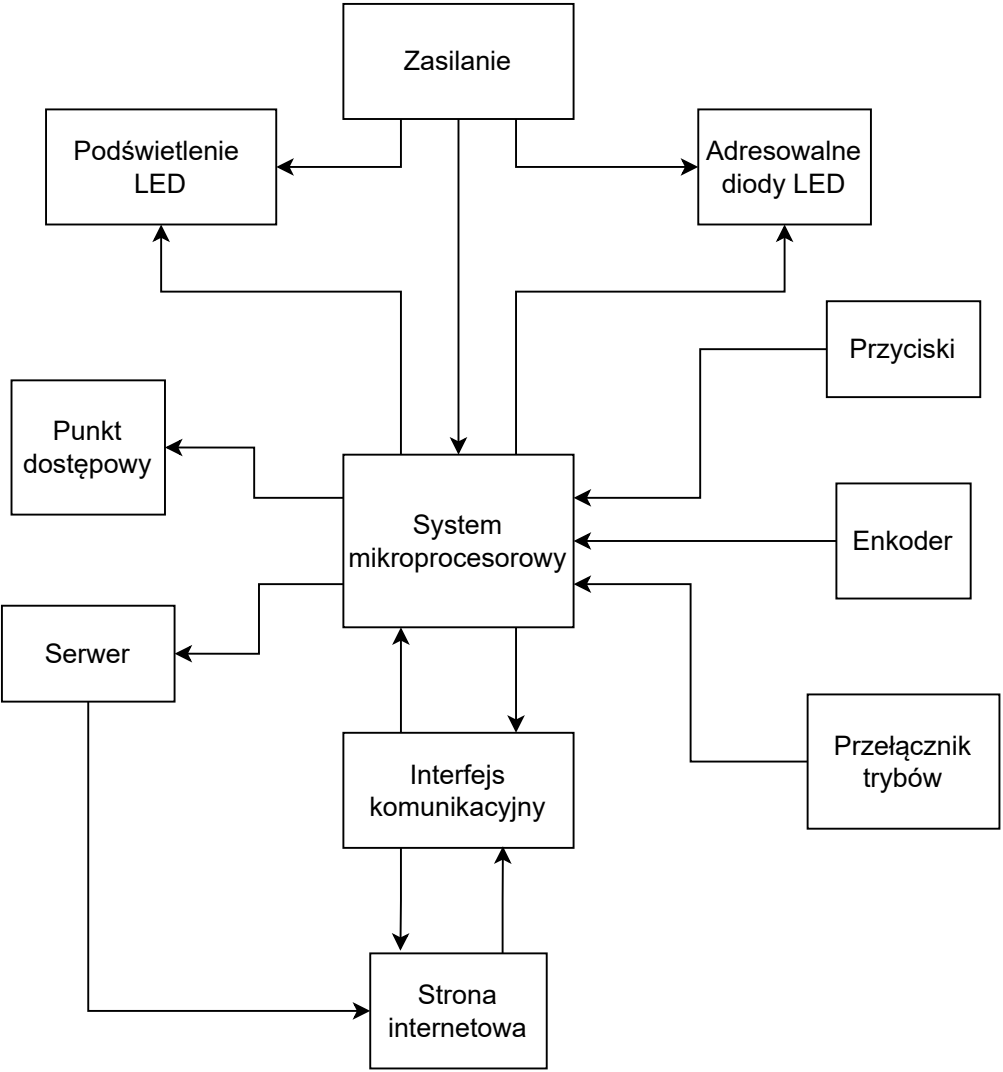 Zasilanie
Podświetlenie
LED
Adresowalne
diody LED
Przyciski
Punkt
dostępowy
System
mikroprocesorowy
Enkoder
Serwer
Przełącznik
trybów
Interfejs
komunikacyjny
Strona
internetowa